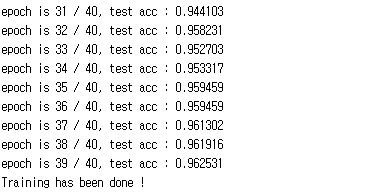 epoch is 31 / 40, test acc : 0.944103
epoch is 32 / 40, test acc : 0.958231
epoch is 33 / 40, test acc : 0.952703
epoch is 34 / 40, test acc : 0.953317
epoch is 35 / 40, test acc : 0.959459
epoch is 36 / 40, test acc : 0.959459
epoch is 37 / 40, test acc : 0.961302
epoch is 38 / 40, test acc : 0.961916
epoch is 39 / 40, test acc : 0.962531
Training has been done !